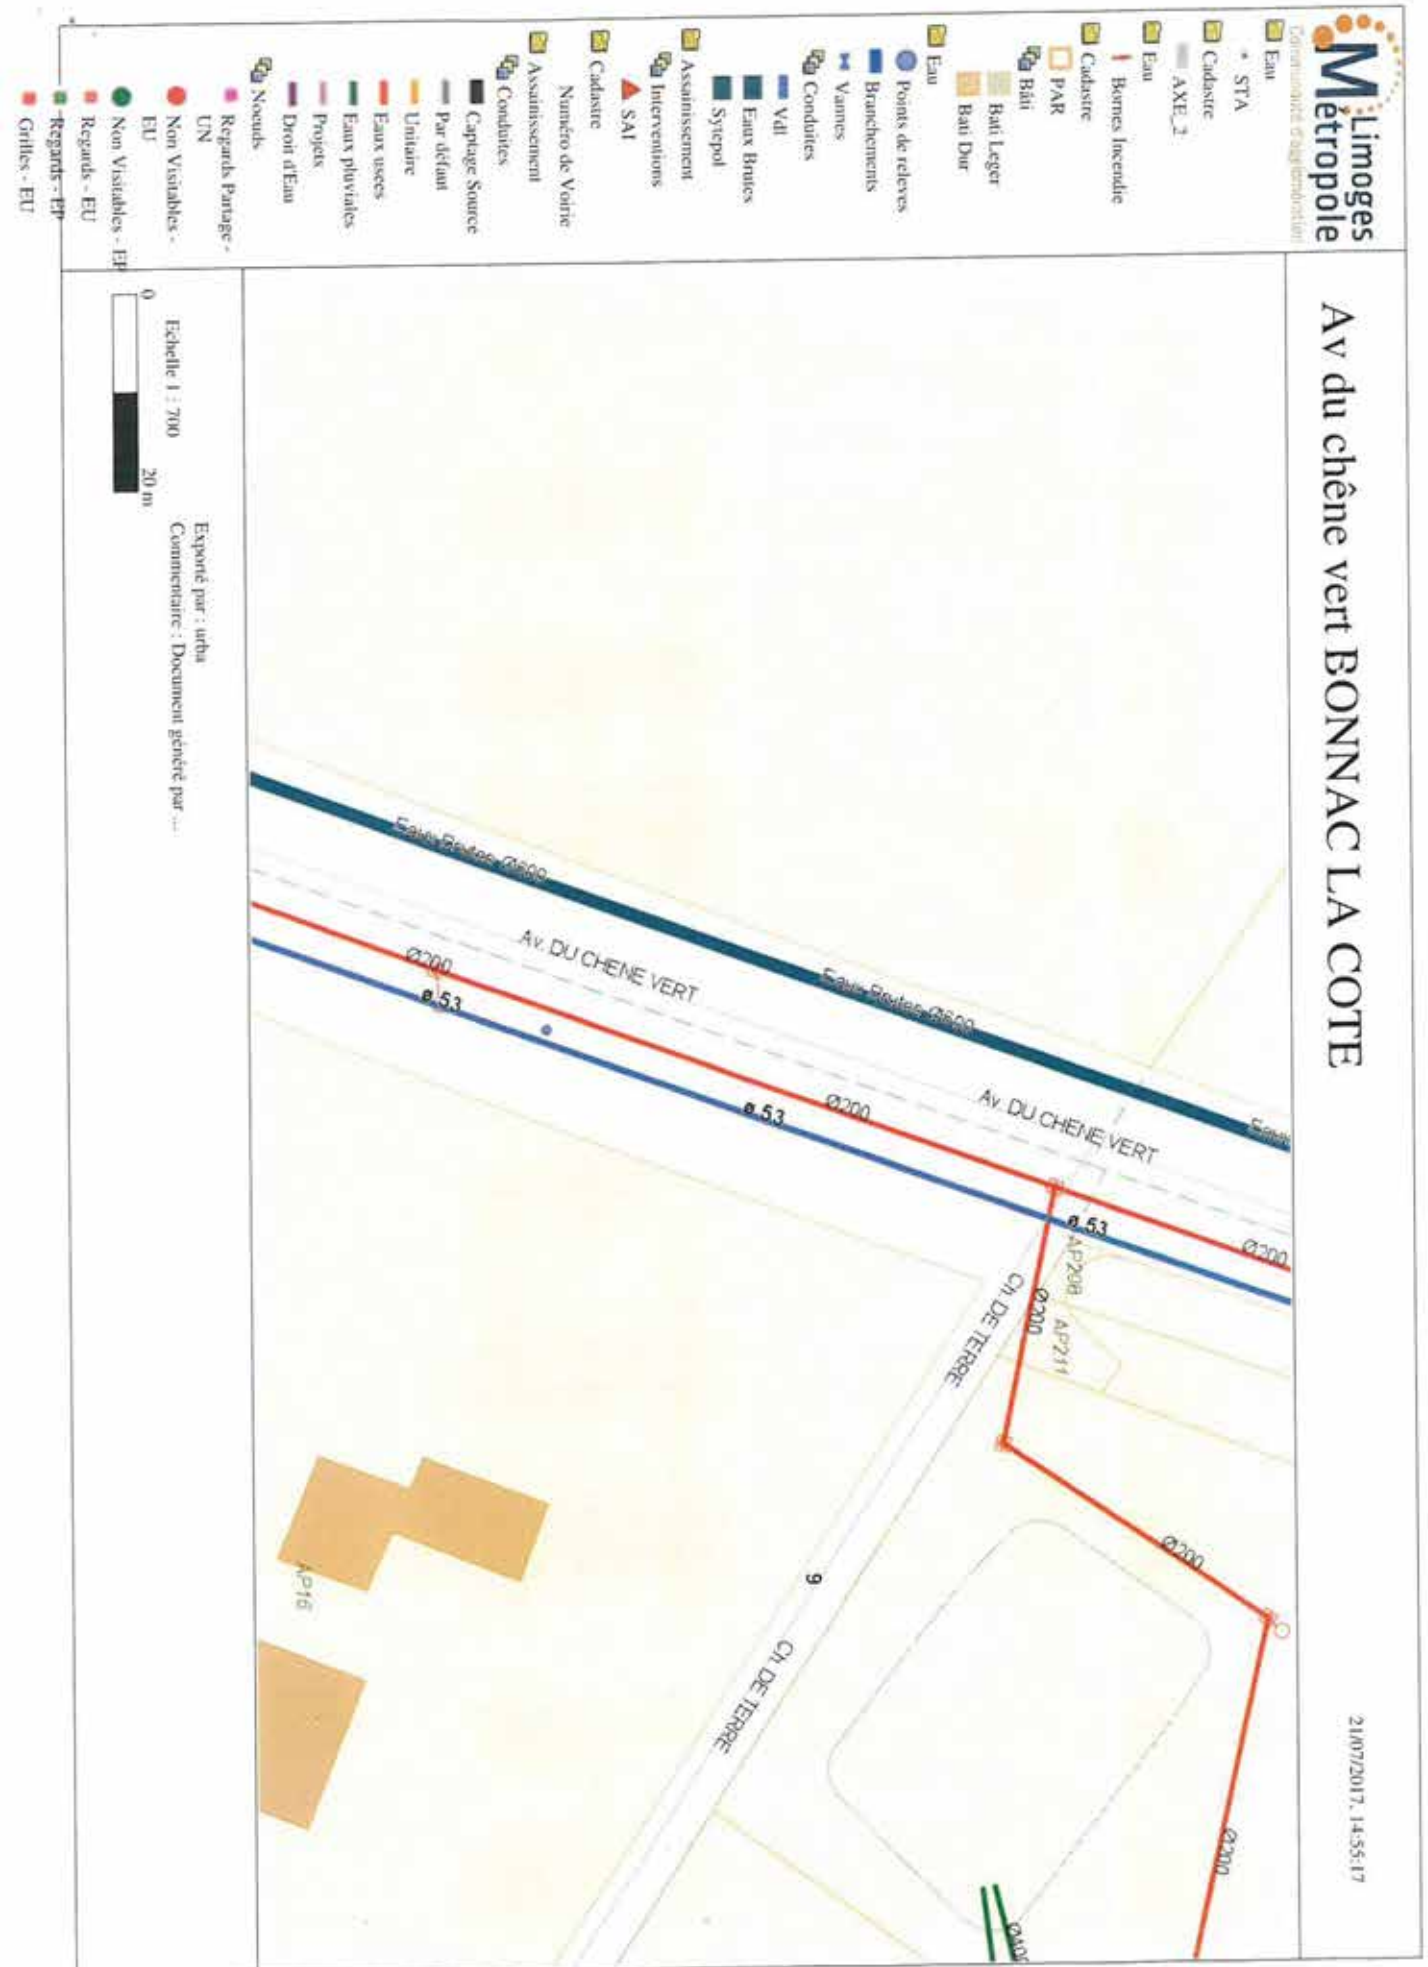 Limoges
Métropole
Communauté d'agglomération
Av du chêne vert BONNAC LA COTE
21/07/2017, 14:55:17
Eau
STA
Cadastre
AXE_2
Eau
Bornes Incendie
Cadastre
PAR
Bâti
Bati Leger
Bati Dur
Eau
Points de releves
Branchements
Vannes
Conduites
Vdl
Eaux Brutes
Sytepol
Assainissement
Interventions
SAI
Cadastre
Numéro de Voirie
Assainissement
Conduites
Captage Source
Par défaut
Unitaire
Eaux usées
Eaux pluviales
Projets
Droit d'Eau
Noeuds
Regards Partage -
UN
Non Visitables -
EU
Non Visitables - EP
Regards - EU
Regards - EP
Grilles - EU
Eaux
Eaux Brutes Ø600
Eaux Brutes Ø600
Av. DU CHENE VERT
Av. DU CHENE VERT
Ø200
Ø200
Ø200
ø 53
ø 53
ø 53
AP298
AP211
Ø200
Ø200
Ø200
Ch. DE TERRE
Ch. DE TERRE
9
AP16
Ø400
Echelle 1 : 700
0
20 m
Exporté par : urba
Commentaire : Document généré par ...